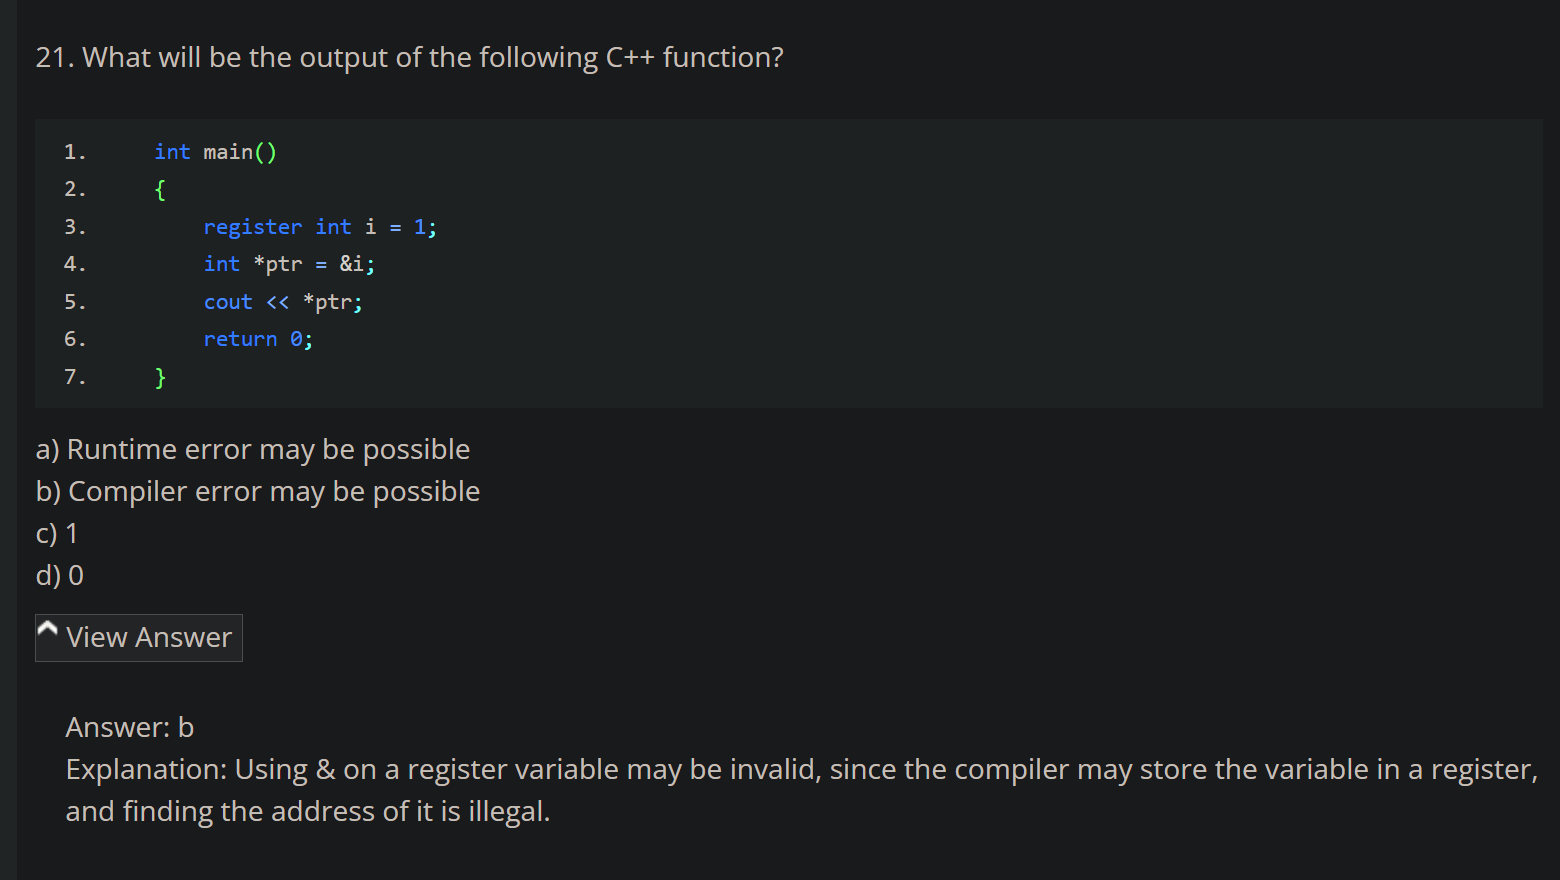 21. What will be the output of the following C++ function?
1. int main()
2. {
3. register int i = 1;
4. int *ptr = &i;
5. cout << *ptr;
6. return 0;
7. }
a) Runtime error may be possible
b) Compiler error may be possible
c) 1
d) 0
View Answer
Answer: b
Explanation: Using & on a register variable may be invalid, since the compiler may store the variable in a register,
and finding the address of it is illegal.